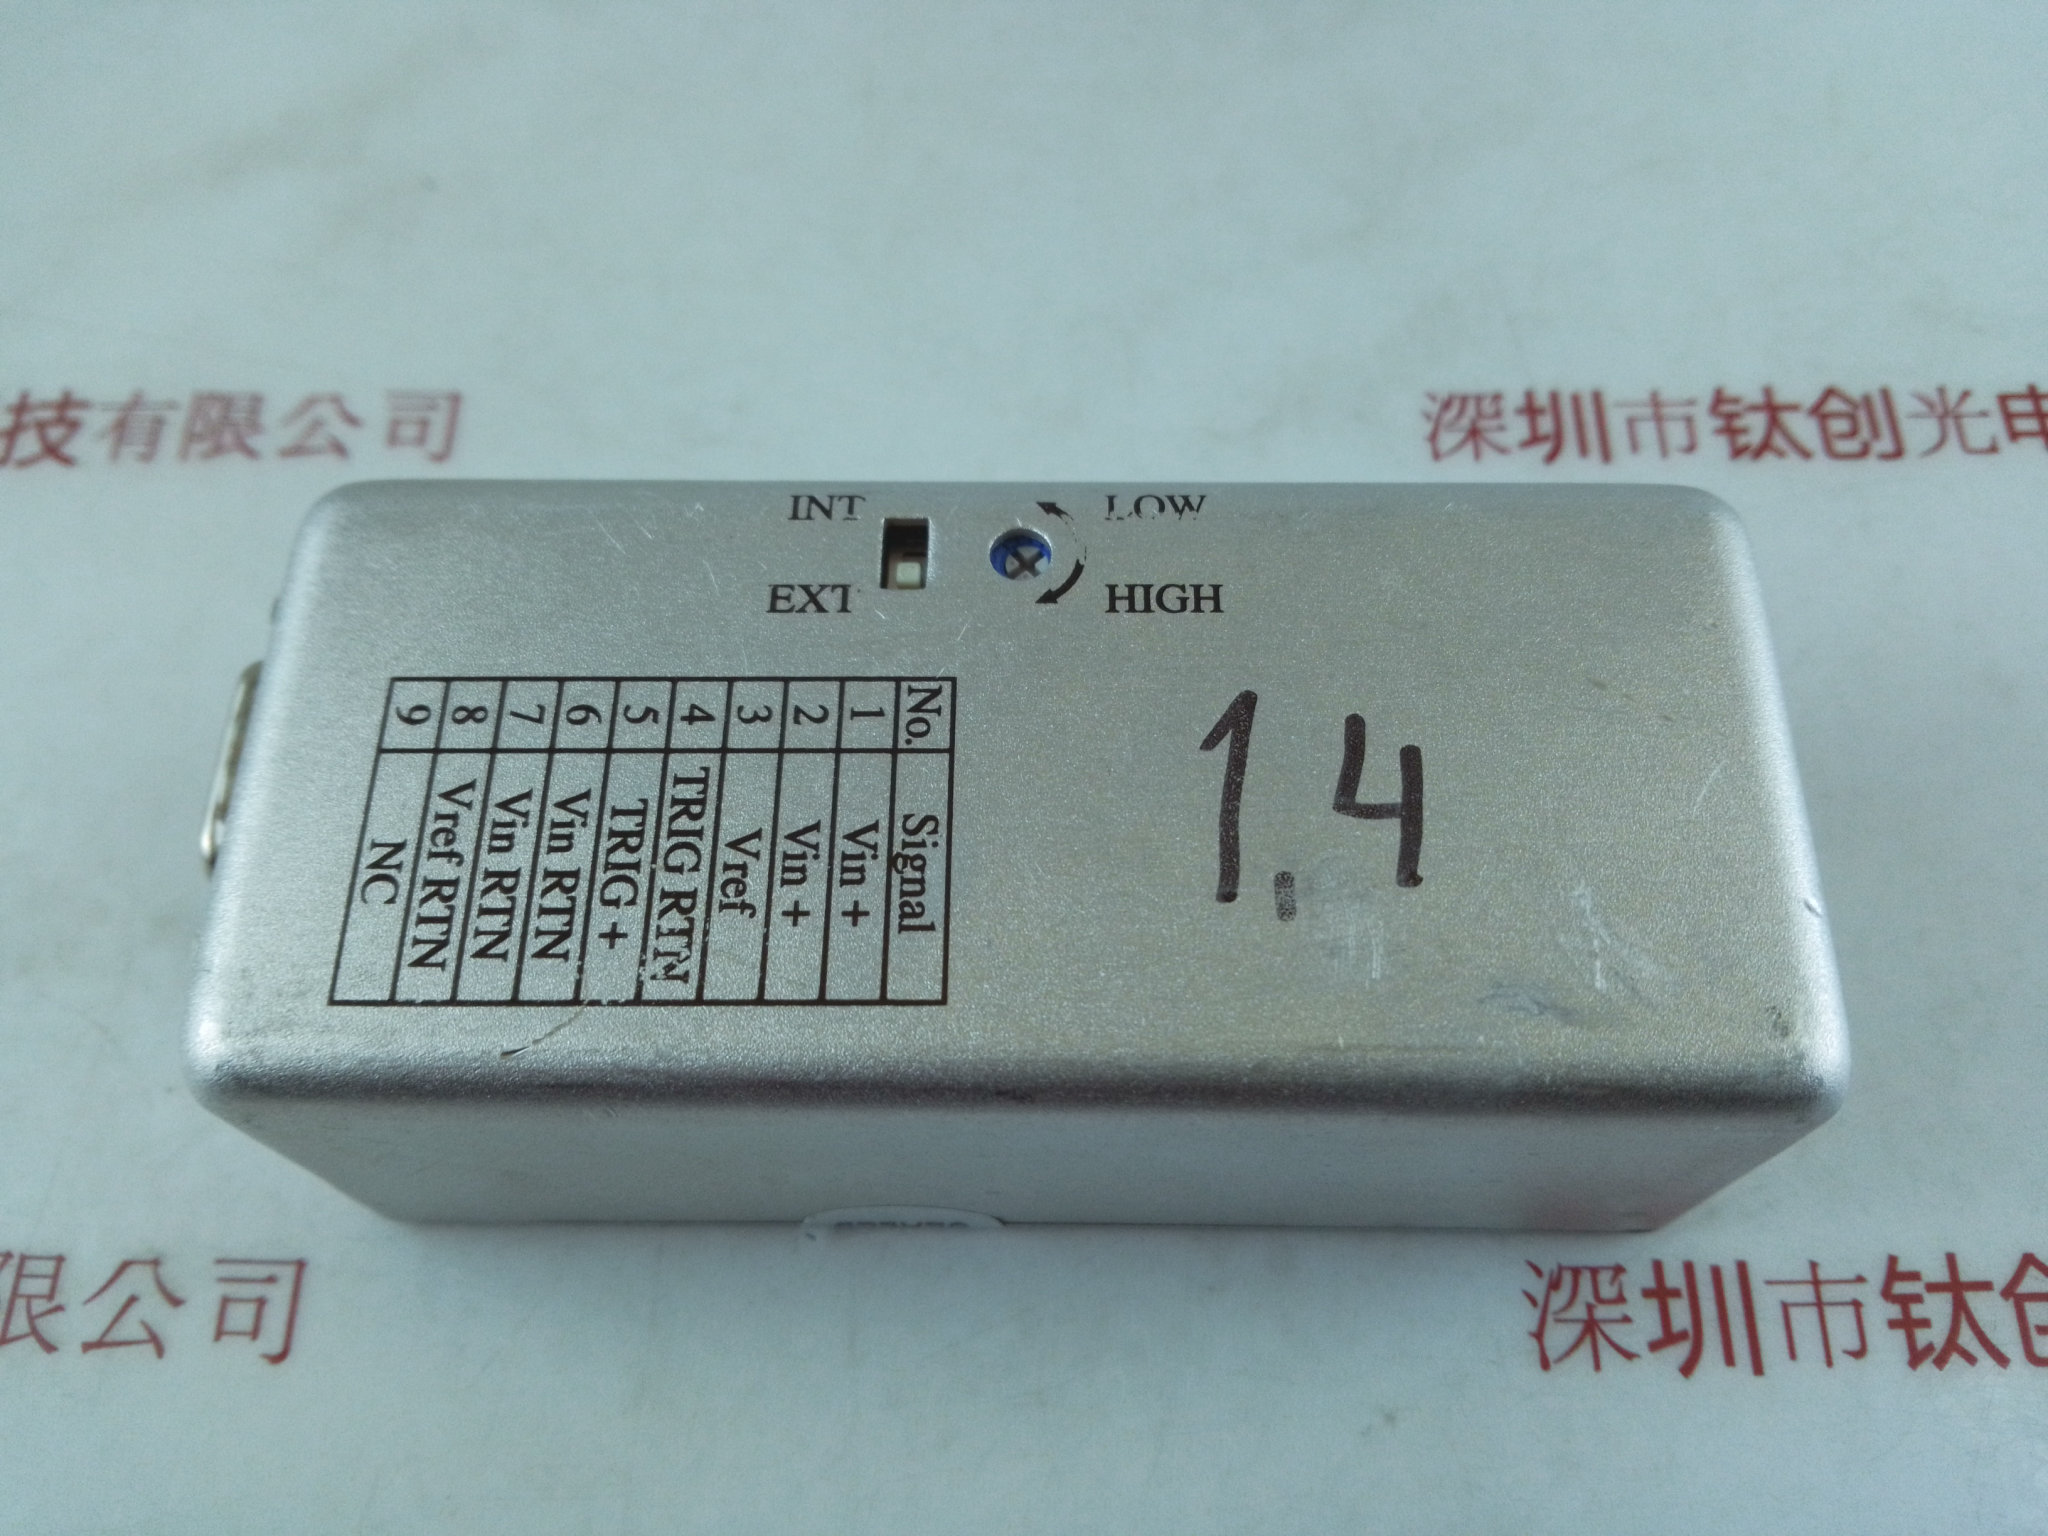 技有限公司
深圳市钛创光电
INT
LOW
EXT
HIGH
No. Signal
1 Vin +
2 Vin +
3 Vref
4 TRIG RTN
5 TRIG +
6 Vin RTN
7 Vin RTN
8 Vref RTN
9 NC
1.4
限公司
深圳市钛创